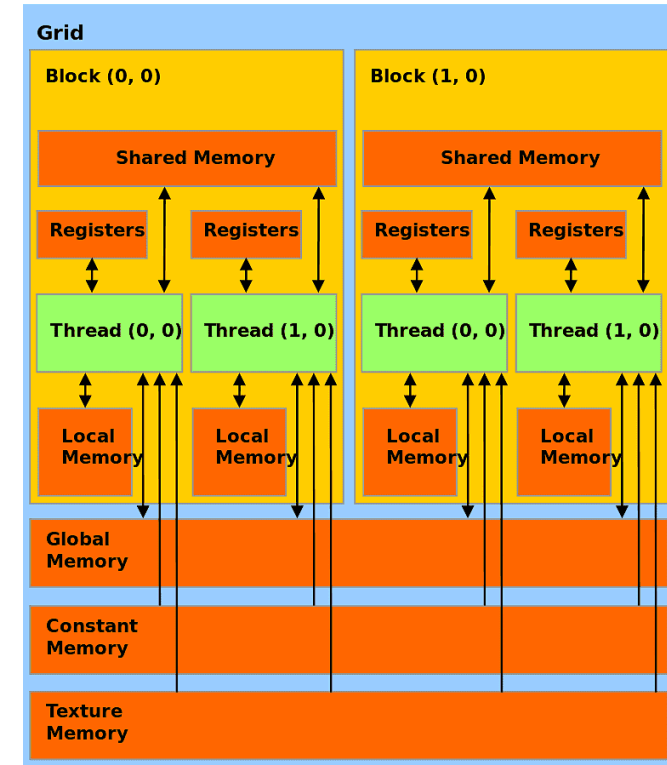 Grid
Block (0, 0)
Block (1, 0)
Shared Memory
Shared Memory
Registers
Registers
Registers
Registers
Thread (0, 0)
Thread (1, 0)
Thread (0, 0)
Thread (1, 0)
Local
Memory
Local
Memory
Local
Memory
Local
Memory
Global
Memory
Constant
Memory
Texture
Memory